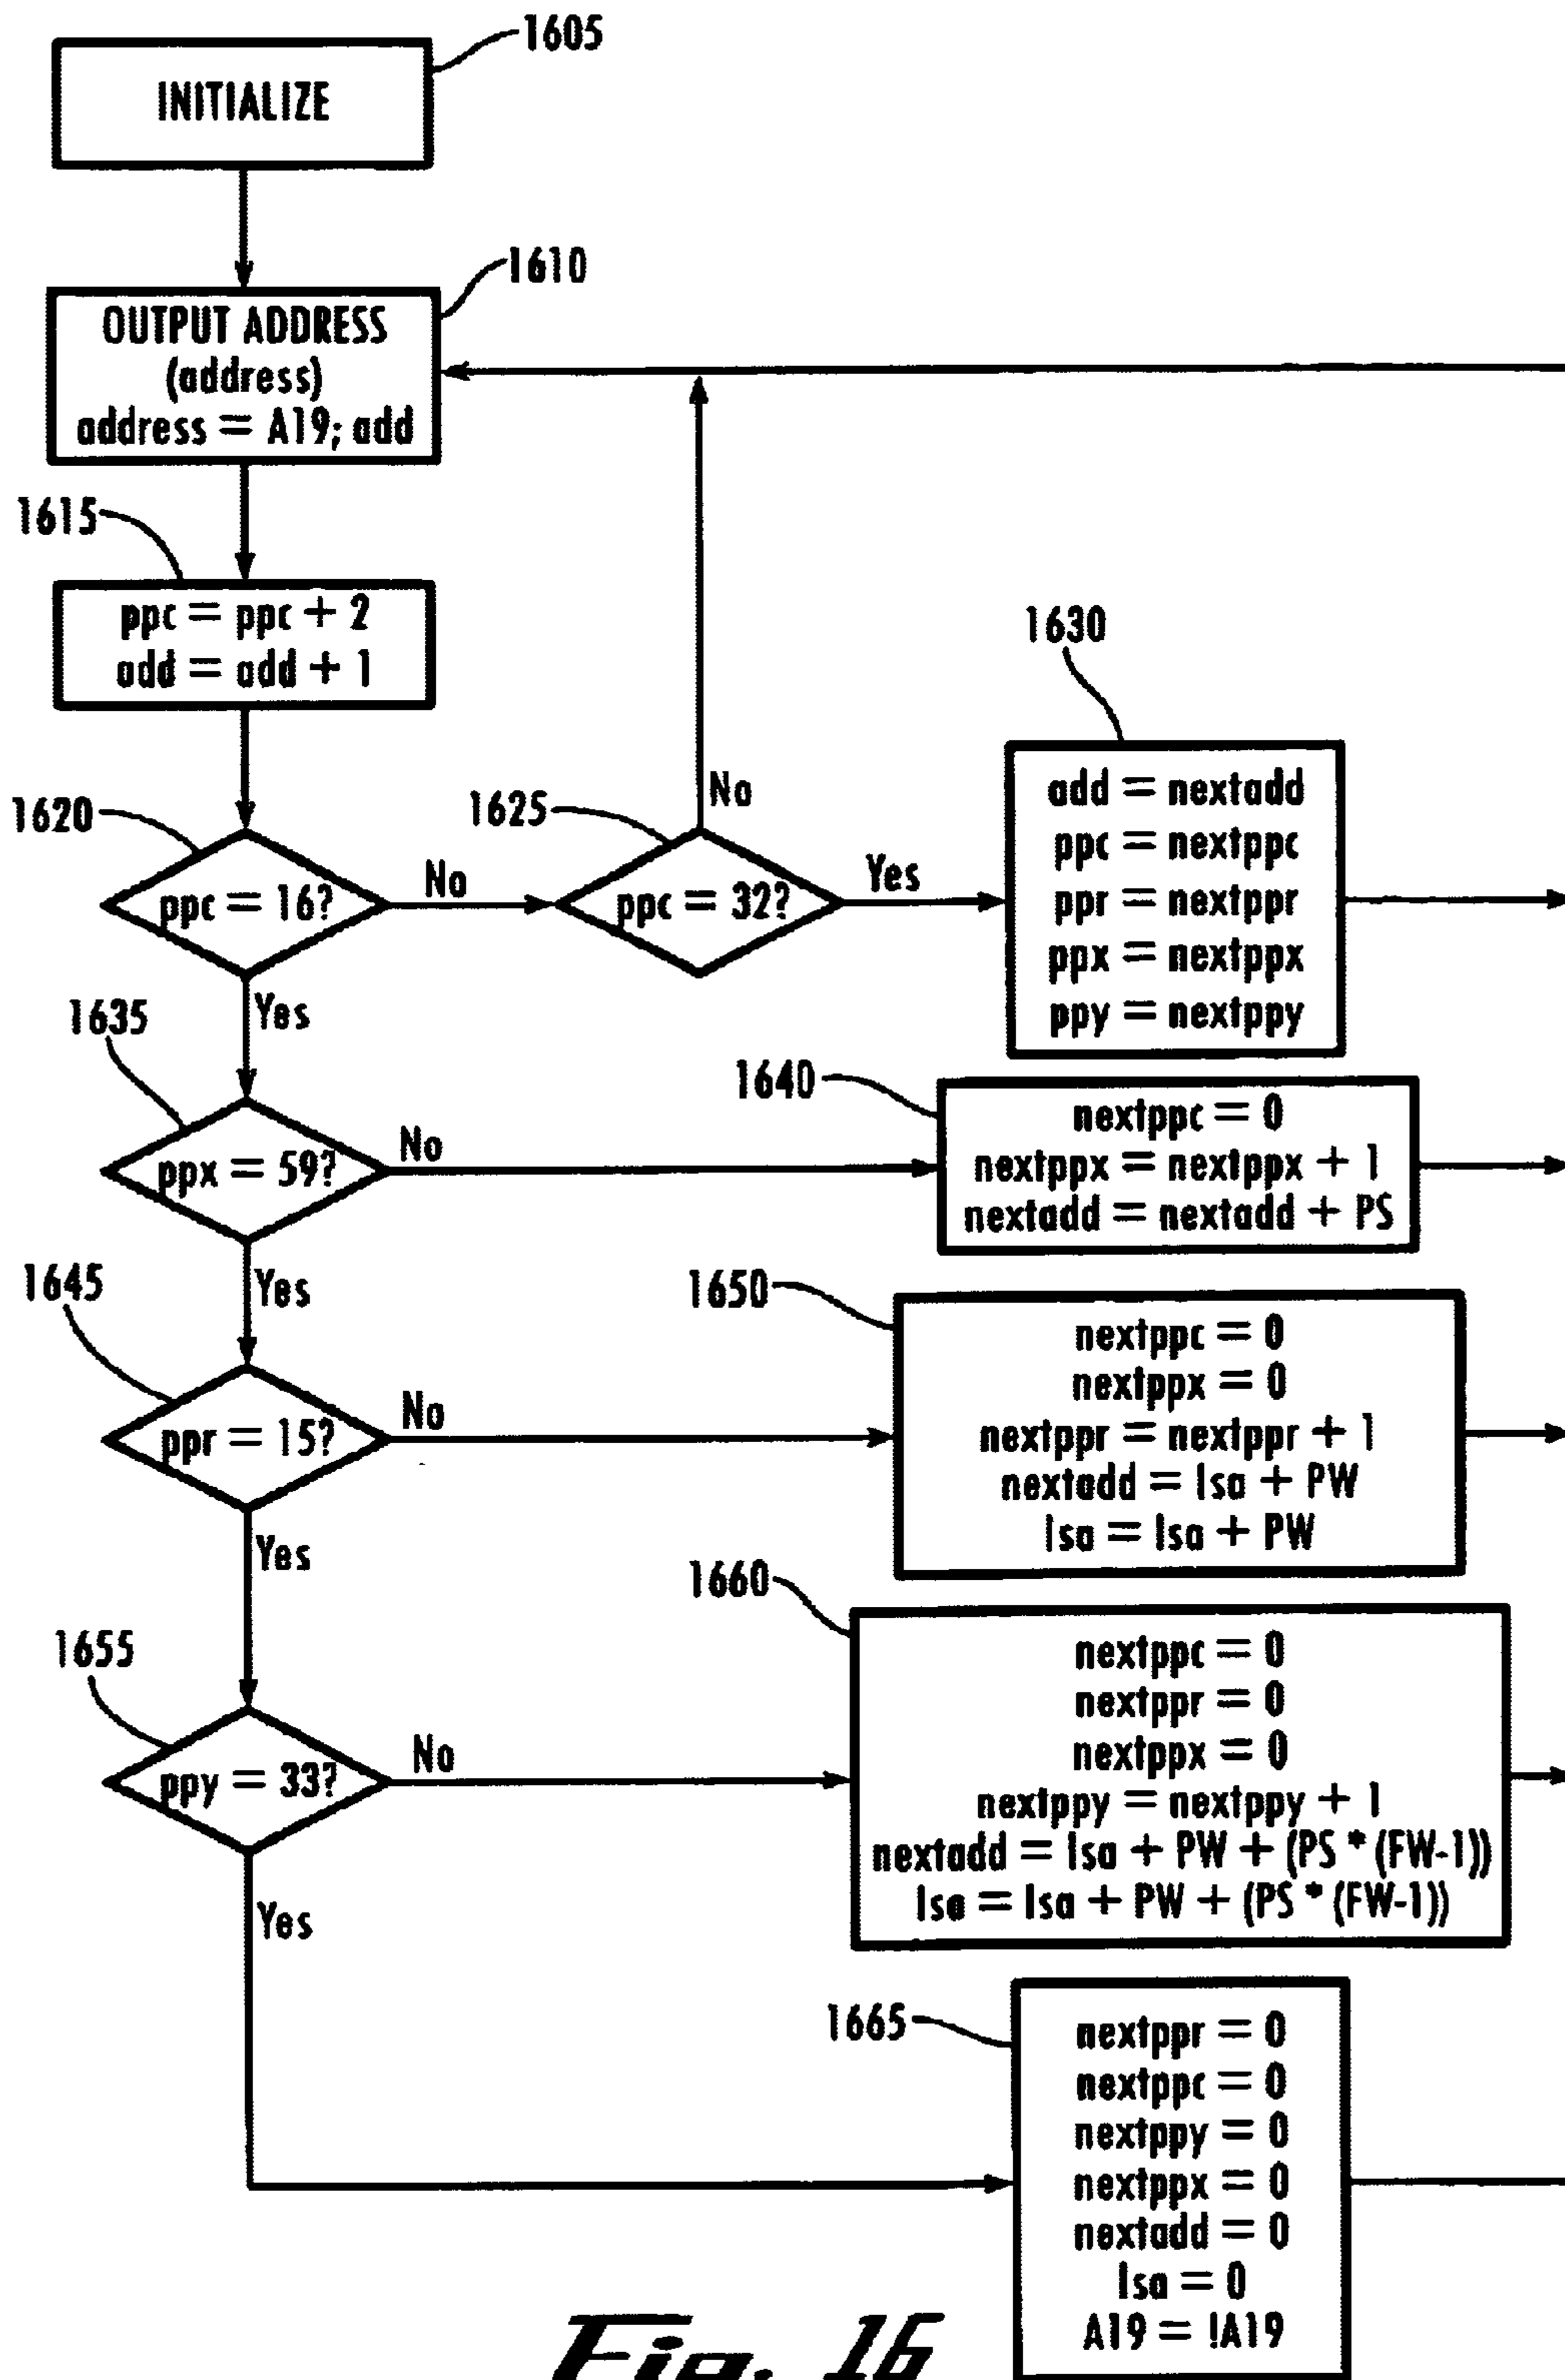 1605
INITIALIZE
1610
OUTPUT ADDRESS
(address)
address = A19; add
1615
ppc = ppc + 2
add = add + 1
1620
ppc = 16?
No
1625
ppc = 32?
No
Yes
1630
add = nextadd
ppc = nextppc
ppr = nextppr
ppx = nextppx
ppy = nextppy
Yes
1635
ppx = 59?
No
1640
nextppc = 0
nextppx = nextppx + 1
nextadd = nextadd + PS
Yes
1645
ppr = 15?
No
1650
nextppc = 0
nextppx = 0
nextppr = nextppr + 1
nextadd = lsa + PW
lsa = lsa + PW
Yes
1655
ppy = 33?
No
1660
nextppc = 0
nextppr = 0
nextppx = 0
nextppy = nextppy + 1
nextadd = lsa + PW + (PS * (FW-1))
lsa = lsa + PW + (PS * (FW-1))
Yes
1665
nextppr = 0
nextppc = 0
nextppy = 0
nextppx = 0
nextadd = 0
lsa = 0
A19 = !A19
Fig. 16